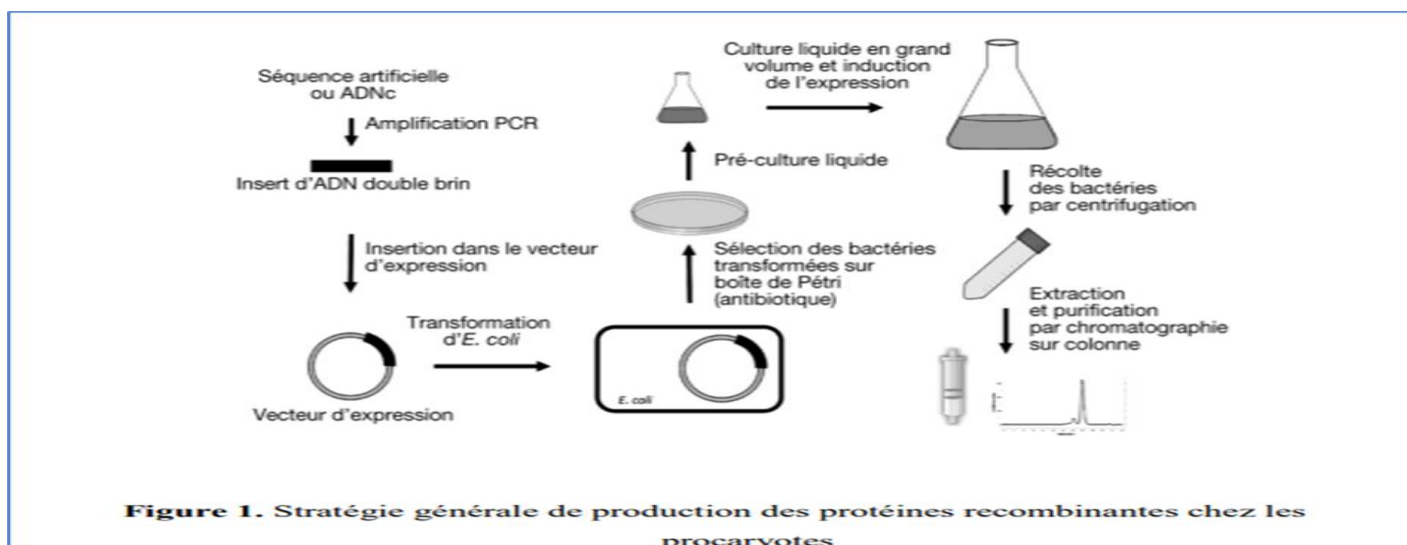 Séquence artificielle
ou ADNc
Amplification PCR
Insert d'ADN double brin
Insertion dans le vecteur
d'expression
Vecteur d'expression
Transformation
d'E. coli
E. coli
Sélection des bactéries
transformées sur
boîte de Pétri
(antibiotique)
Pré-culture liquide
Culture liquide en grand
volume et induction
de l'expression
Récolte
des bactéries
par centrifugation
Extraction
et purification
par chromatographie
sur colonne
Figure 1. Stratégie générale de production des protéines recombinantes chez les
procaryotes